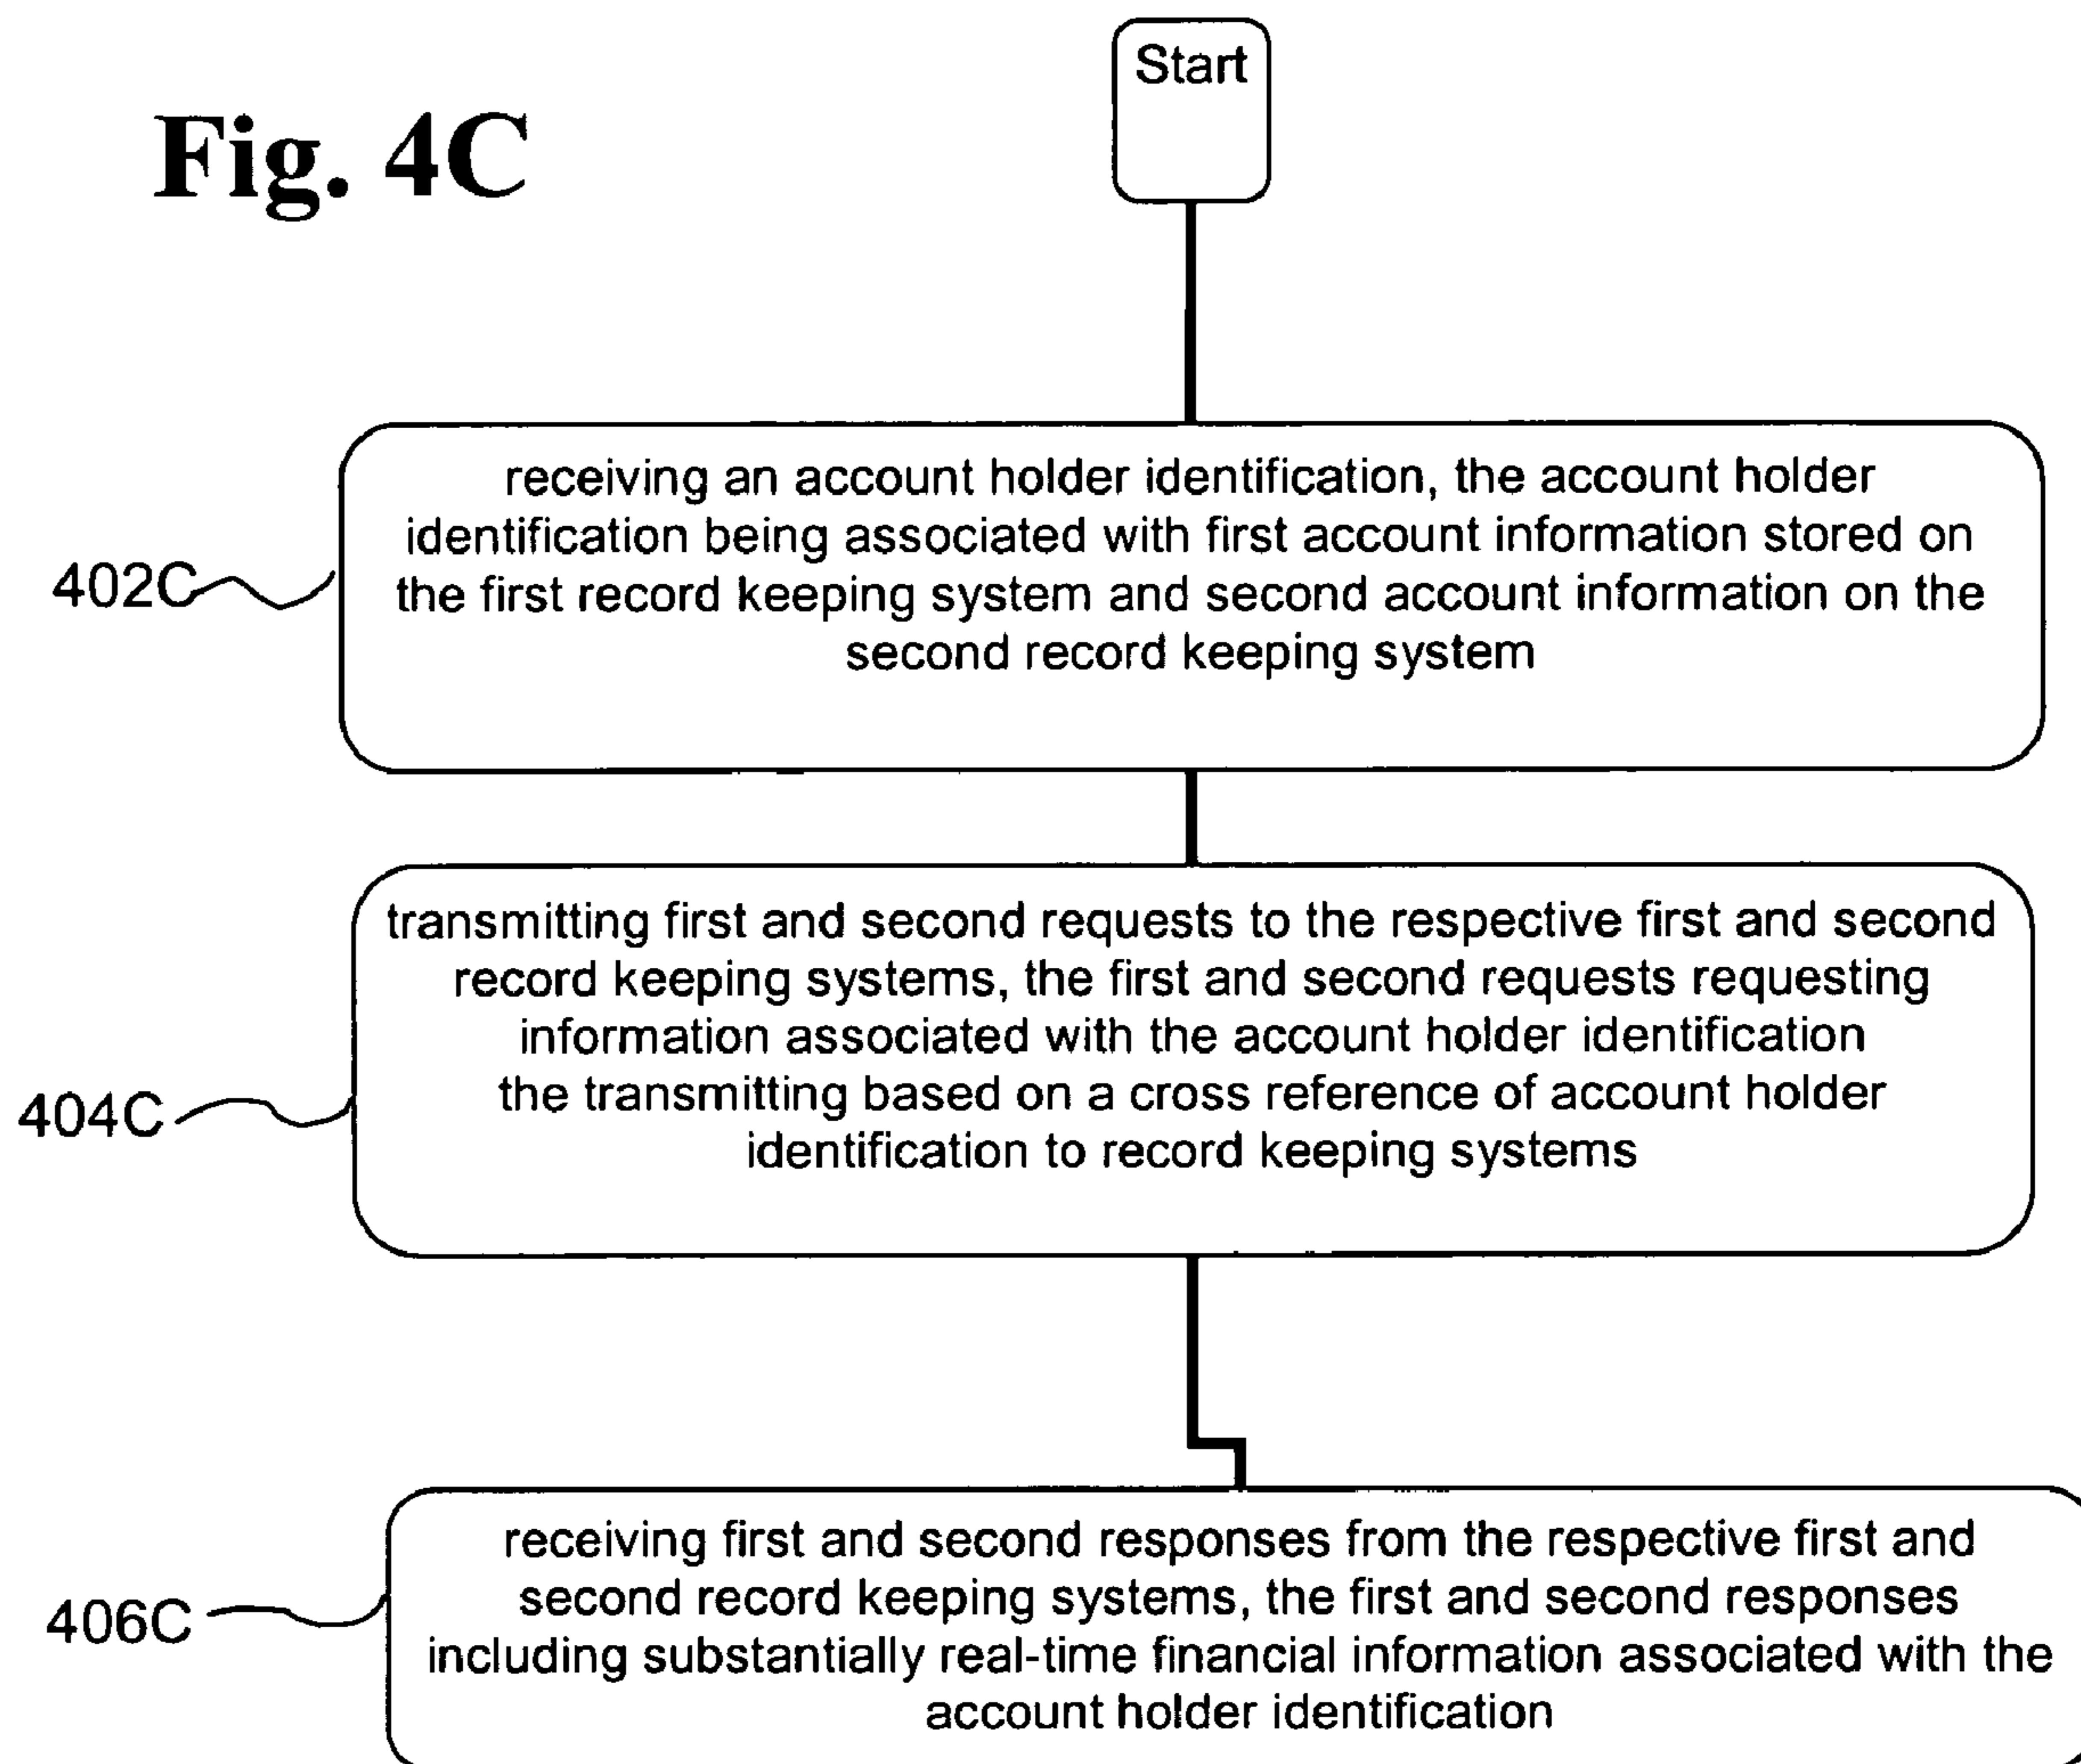 Fig. 4C
Start
receiving an account holder identification, the account holder
identification being associated with first account information stored on
the first record keeping system and second account information on the
second record keeping system
402C
transmitting first and second requests to the respective first and second
record keeping systems, the first and second requests requesting
information associated with the account holder identification
the transmitting based on a cross reference of account holder
identification to record keeping systems
404C
receiving first and second responses from the respective first and
second record keeping systems, the first and second responses
including substantially real-time financial information associated with the
account holder identification
406C